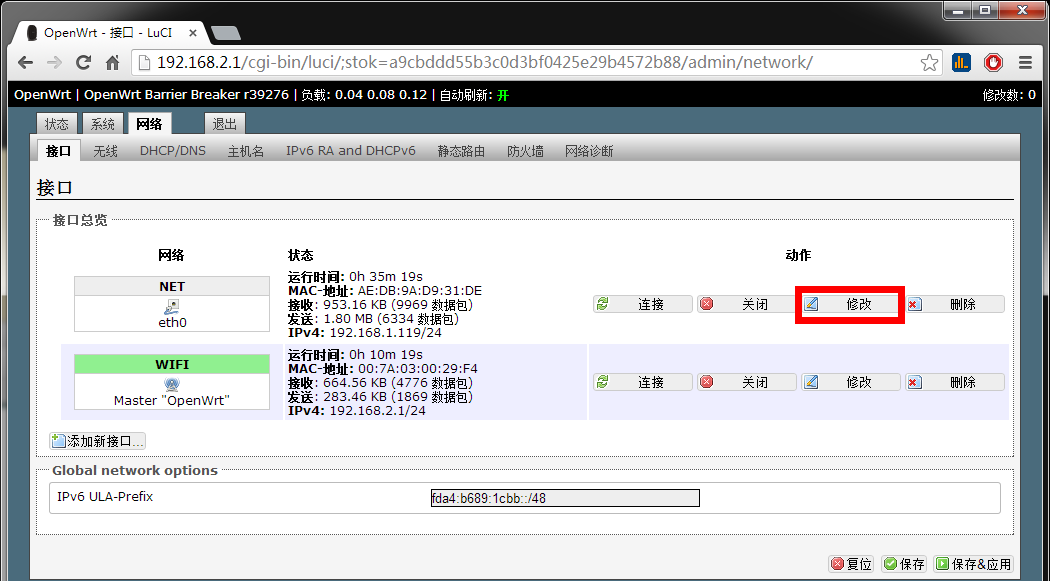 OpenWrt - 接口 - LuCI
192.168.2.1/cgi-bin/luci/;stok=a9cbddd55b3c0d3bf0425e29b4572b88/admin/network/
OpenWrt | OpenWrt Barrier Breaker r39276 | 负载: 0.04 0.08 0.12 | 自动刷新: 开 修改数: 0
状态 系统 网络 退出
接口 无线 DHCP/DNS 主机名 IPv6 RA and DHCPv6 静态路由 防火墙 网络诊断
接口
接口总览
网络 状态 动作
NET
eth0
运行时间: 0h 35m 19s
MAC-地址: AE:DB:9A:D9:31:DE
接收: 953.16 KB (9969 数据包)
发送: 1.80 MB (6334 数据包)
IPv4: 192.168.1.119/24
连接 关闭 修改 删除
WIFI
Master "OpenWrt"
运行时间: 0h 10m 19s
MAC-地址: 00:7A:03:00:29:F4
接收: 664.56 KB (4776 数据包)
发送: 283.46 KB (1869 数据包)
IPv4: 192.168.2.1/24
连接 关闭 修改 删除
添加新接口...
Global network options
IPv6 ULA-Prefix fda4:b689:1cbb::/48
复位 保存 保存&应用